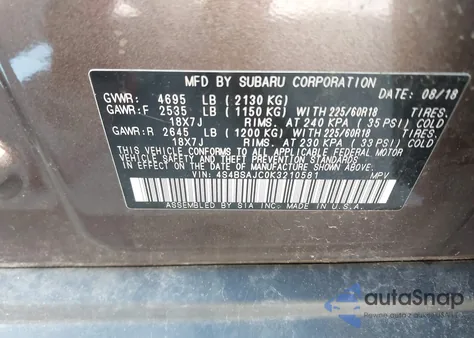 MFD BY SUBARU CORPORATION DATE: 08/18
GVWR: 4695 LB ( 2130 KG)
GAWR:F 2535 LB ( 1150 KG) WITH 225/60R18
18X7J RIMS. AT 240 KPA ( 35 PSI) COLD
GAWR:R 2645 LB ( 1200 KG) WITH 225/60R18
18X7J RIMS. AT 230 KPA ( 33 PSI) COLD
THIS VEHICLE CONFORMS TO ALL APPLICABLE FEDERAL MOTOR
VEHICLE SAFETY, BUMPER, AND THEFT PREVENTION STANDARDS
IN EFFECT ON THE DATE OF MANUFACTURE SHOWN ABOVE.
VIN: 4S4BSAJC0K3210581 MPV
ASSEMBLED BY SIA INC. MADE IN U.S.A.
autoSnap
Pewne auto z USA